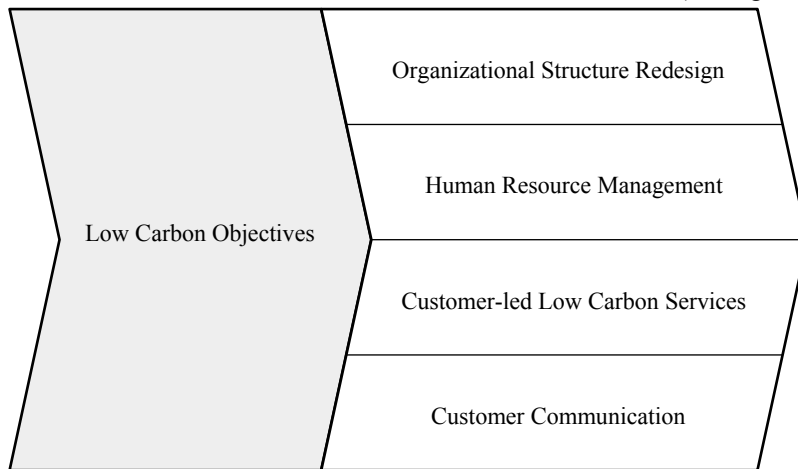 Organizational Structure Redesign
Human Resource Management
Low Carbon Objectives
Customer-led Low Carbon Services
Customer Communication